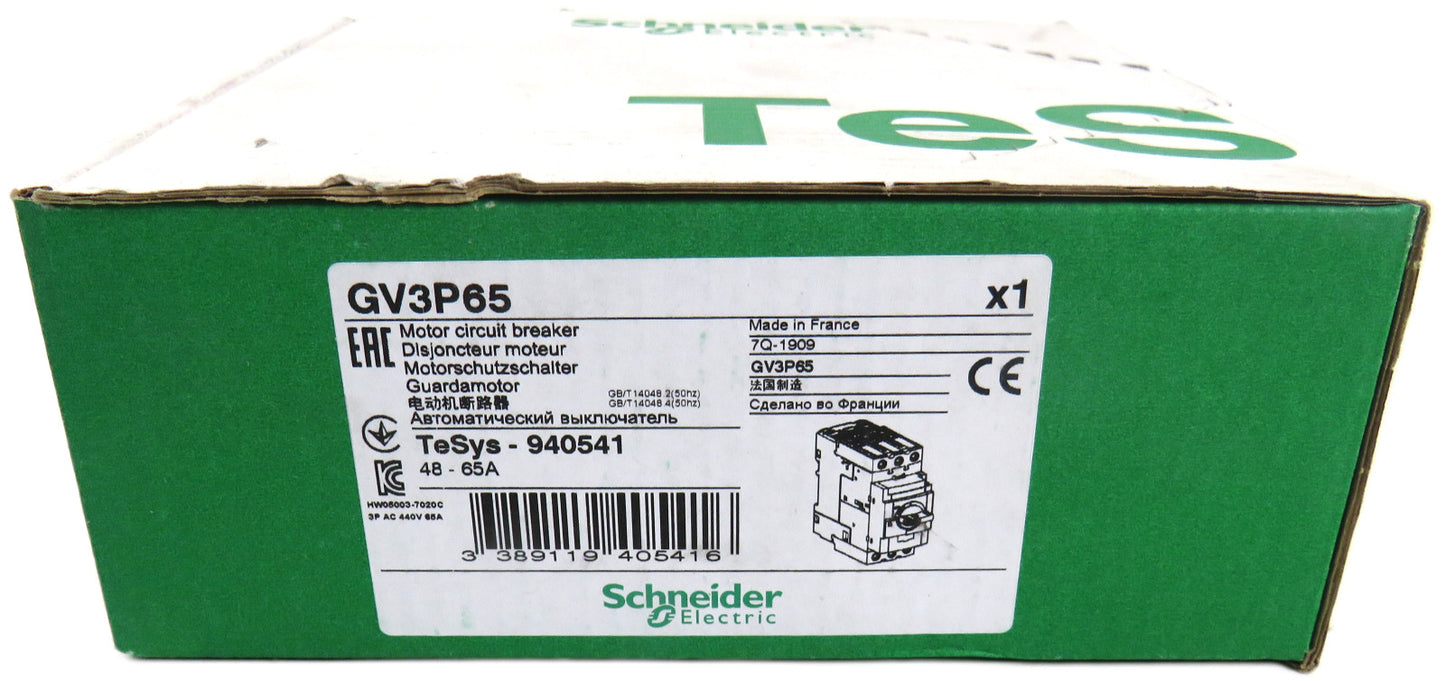 Schneider
Electric
TeS
GV3P65
x1
EAC
Motor circuit breaker
Disjoncteur moteur
Motorschutzschalter
Guardamotor
电动机断路器
GB/T14048.2(50hz)
GB/T14048.4(50hz)
Автоматический выключатель
TeSys - 940541
48 - 65A
Made in France
7Q-1909
GV3P65
法国制造
Сделано во Франции
CE
HW06003-7020C
3P AC 440V 65A
3 389119 405416
Schneider
Electric